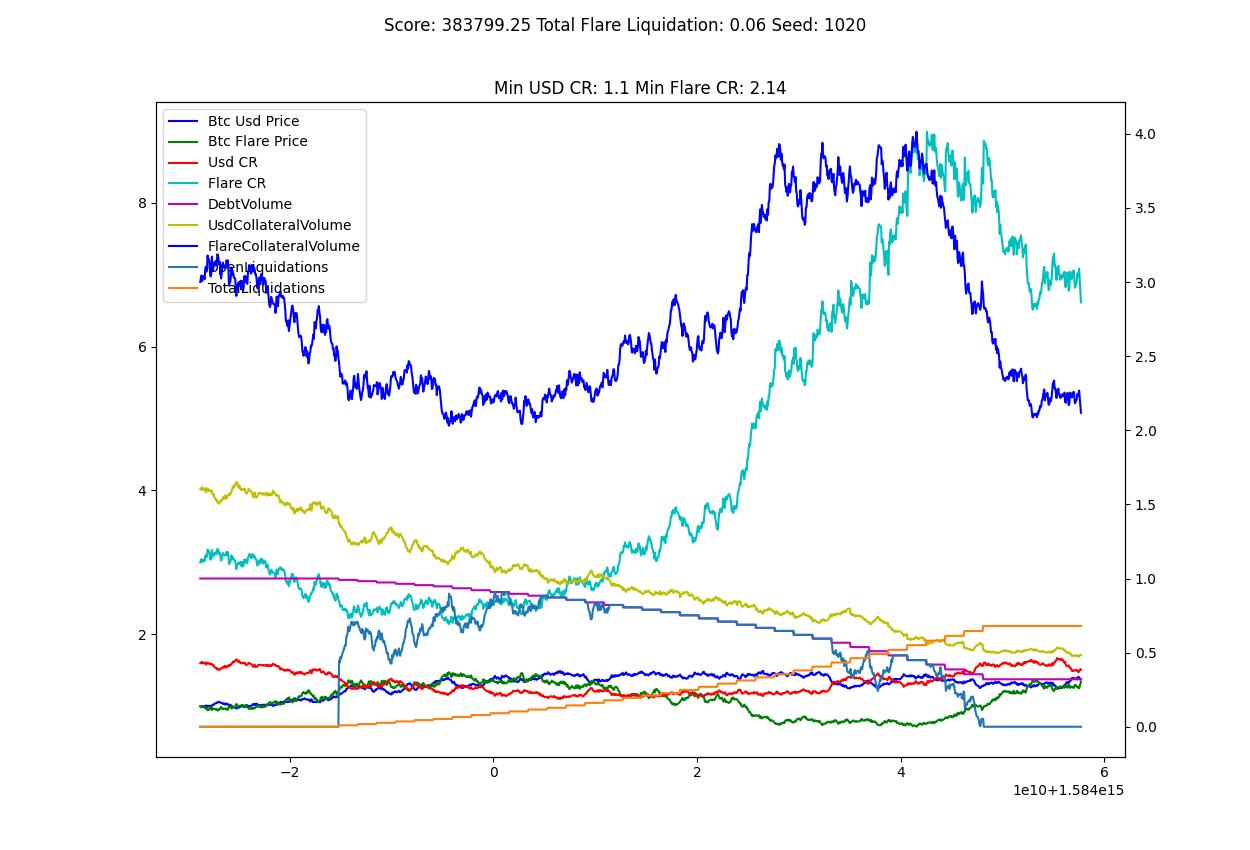 Score: 383799.25 Total Flare Liquidation: 0.06 Seed: 1020
Min USD CR: 1.1 Min Flare CR: 2.14
Btc Usd Price
Btc Flare Price
Usd CR
Flare CR
DebtVolume
UsdCollateralVolume
FlareCollateralVolume
OpenLiquidations
TotalLiquidations
8
6
4
2
4.0
3.5
3.0
2.5
2.0
1.5
1.0
0.5
0.0
−2
0
2
4
6
1e10+1.584e15